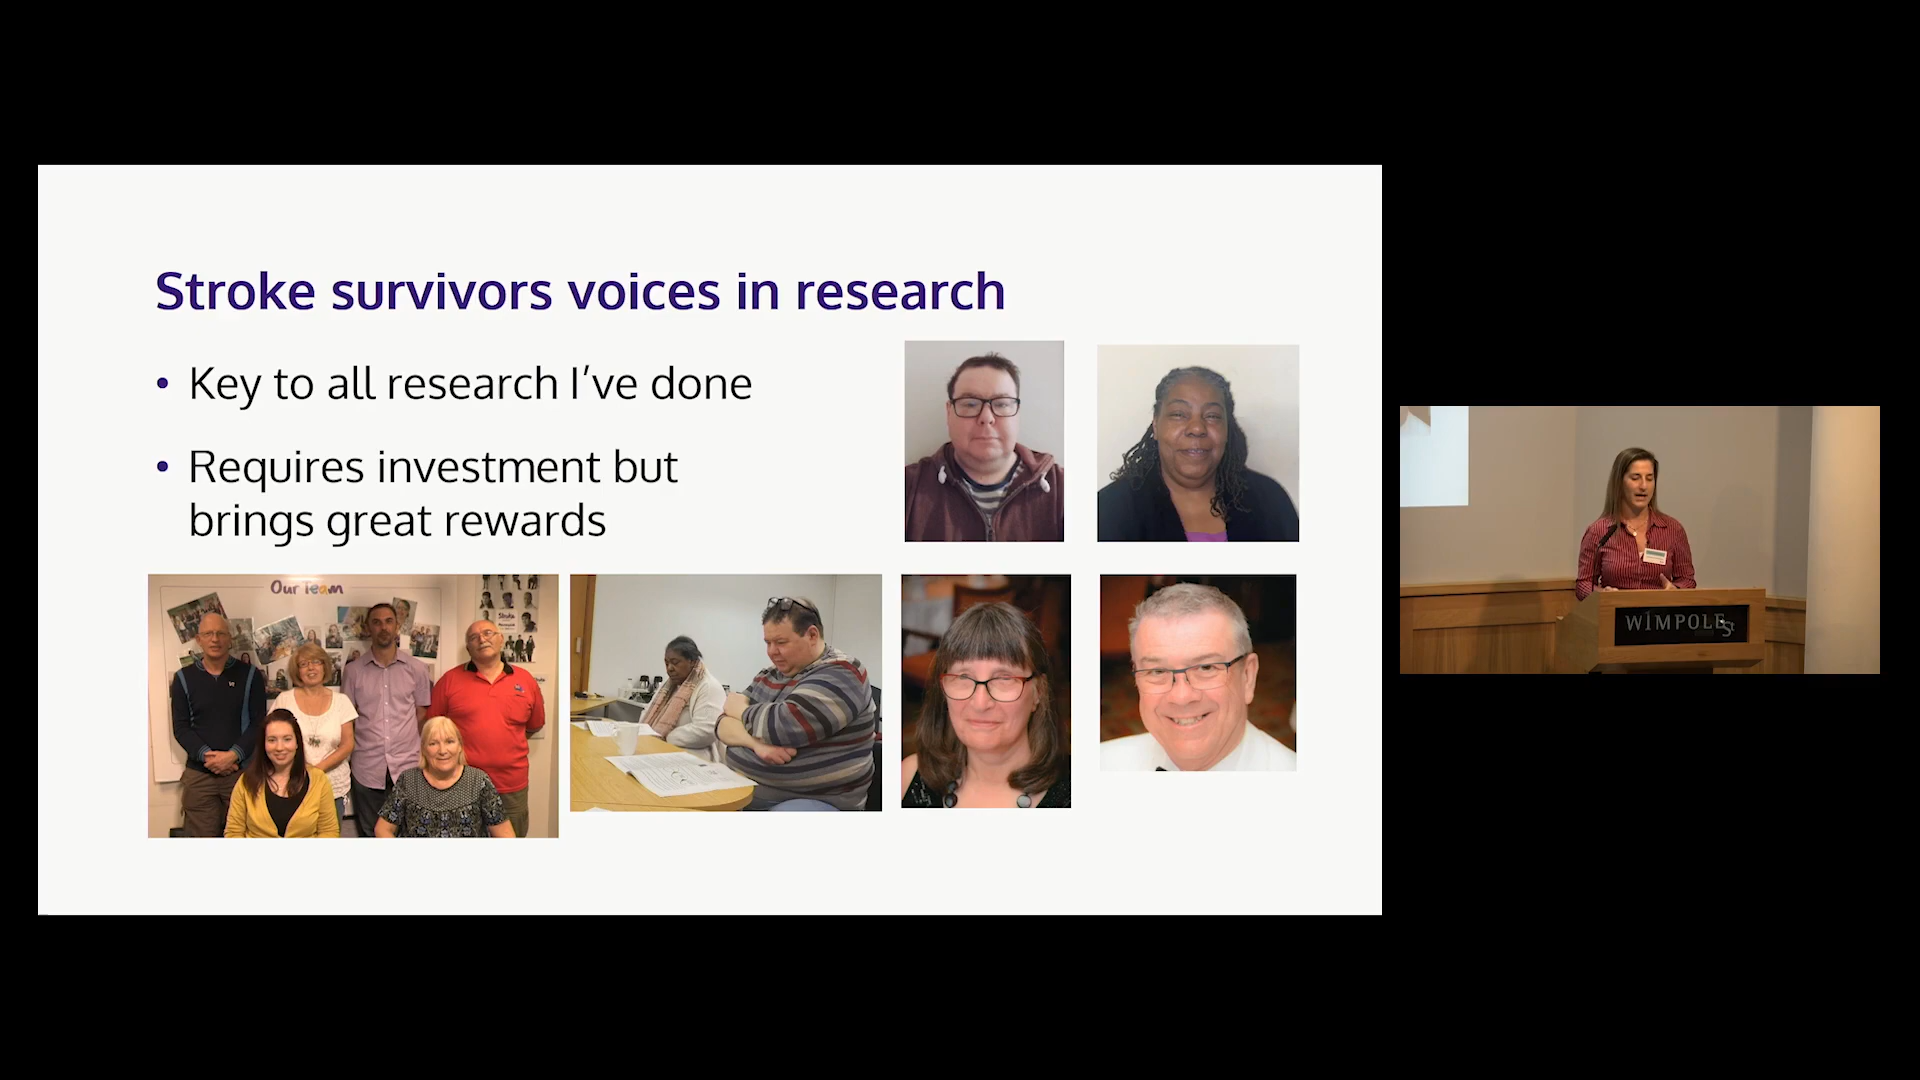 Stroke survivors voices in research
• Key to all research I've done
• Requires investment but
brings great rewards
Our Team
WIMPOLE St